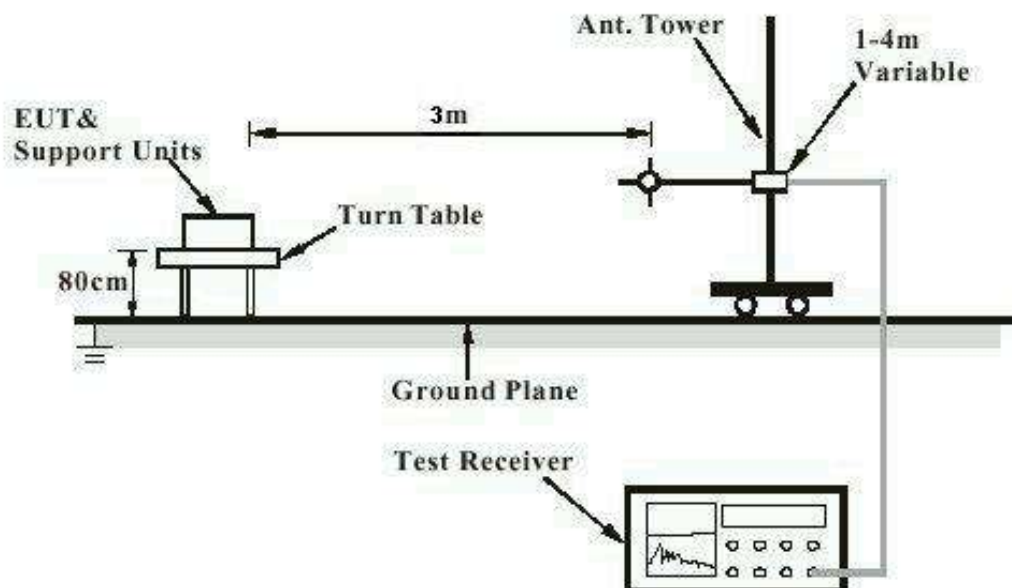 Ant. Tower
1-4m
Variable
3m
EUT&
Support Units
Turn Table
80cm
Ground Plane
Test Receiver